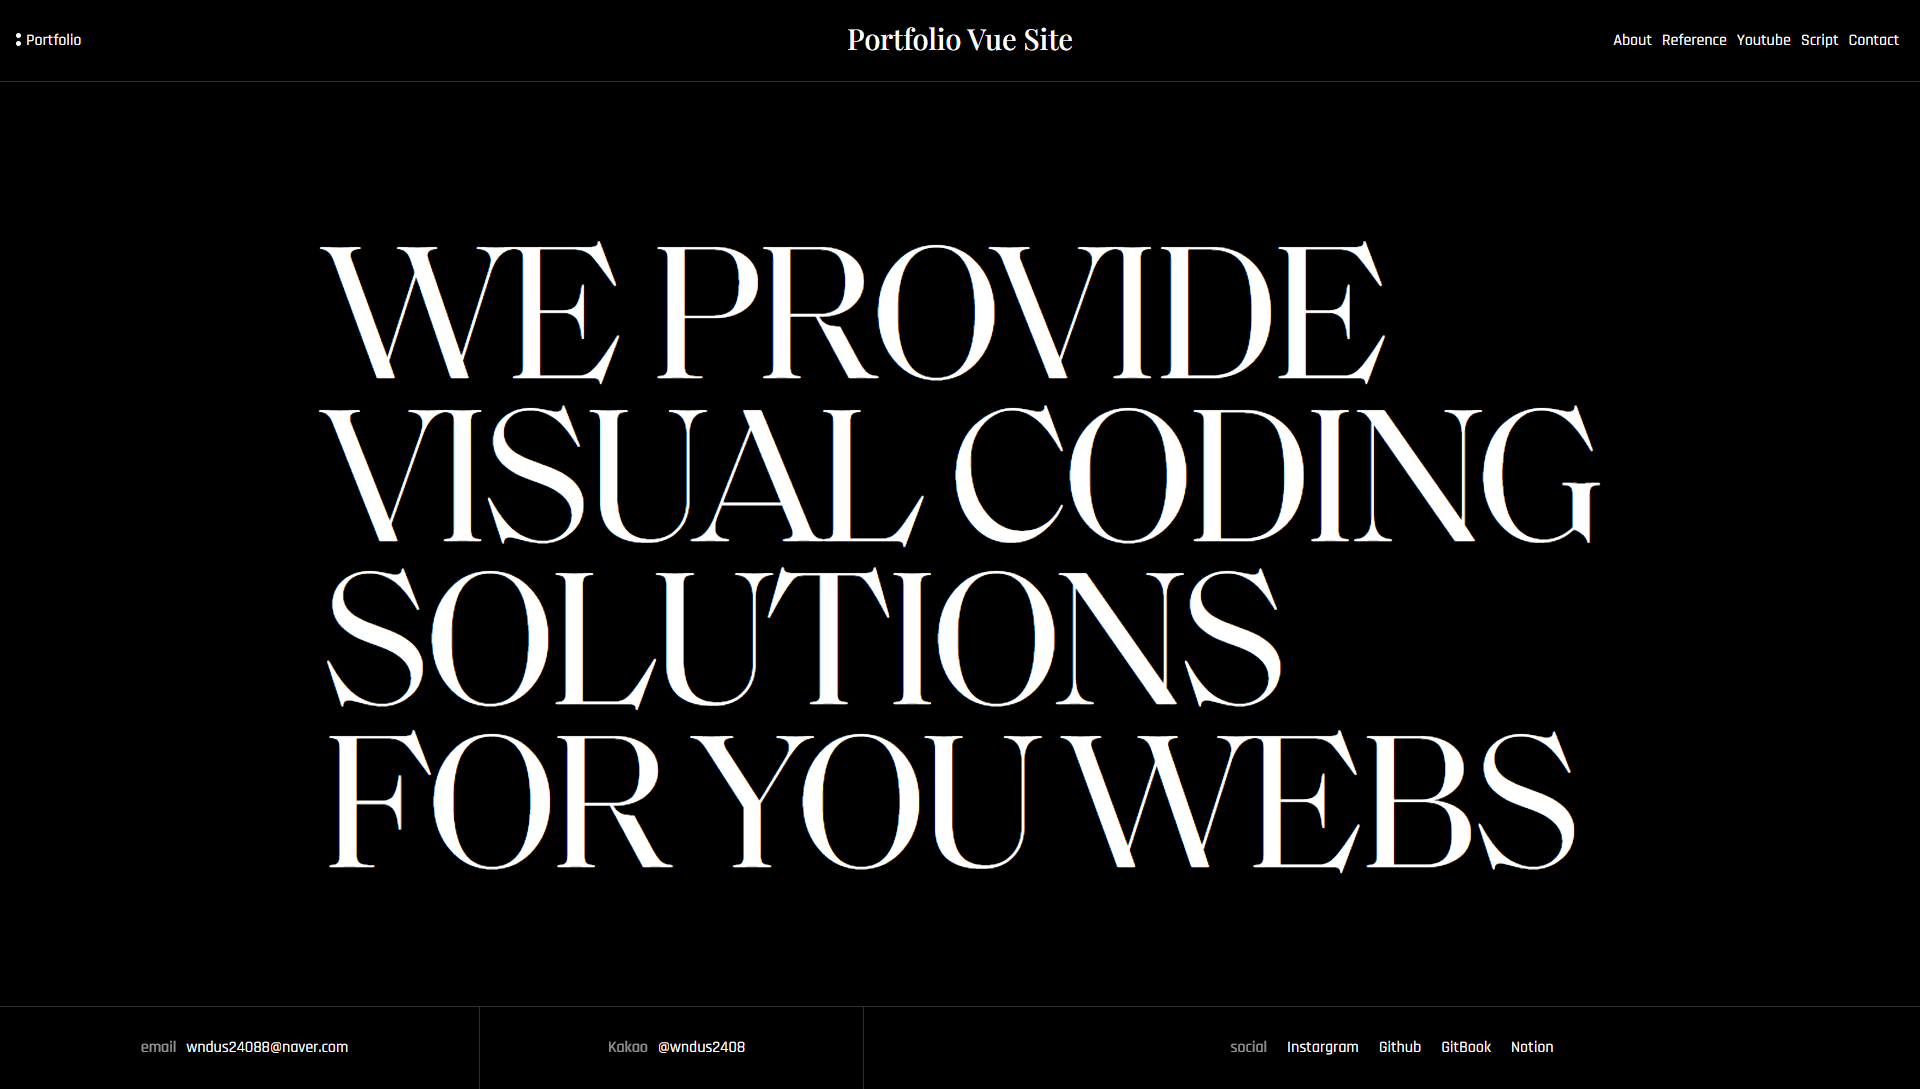 Portfolio
Portfolio Vue Site
About Reference Youtube Script Contact
WE PROVIDE
VISUAL CODING
SOLUTIONS
FOR YOU WEBS
email wndus24088@naver.com
Kakao @wndus2408
social Instargram Github GitBook Notion